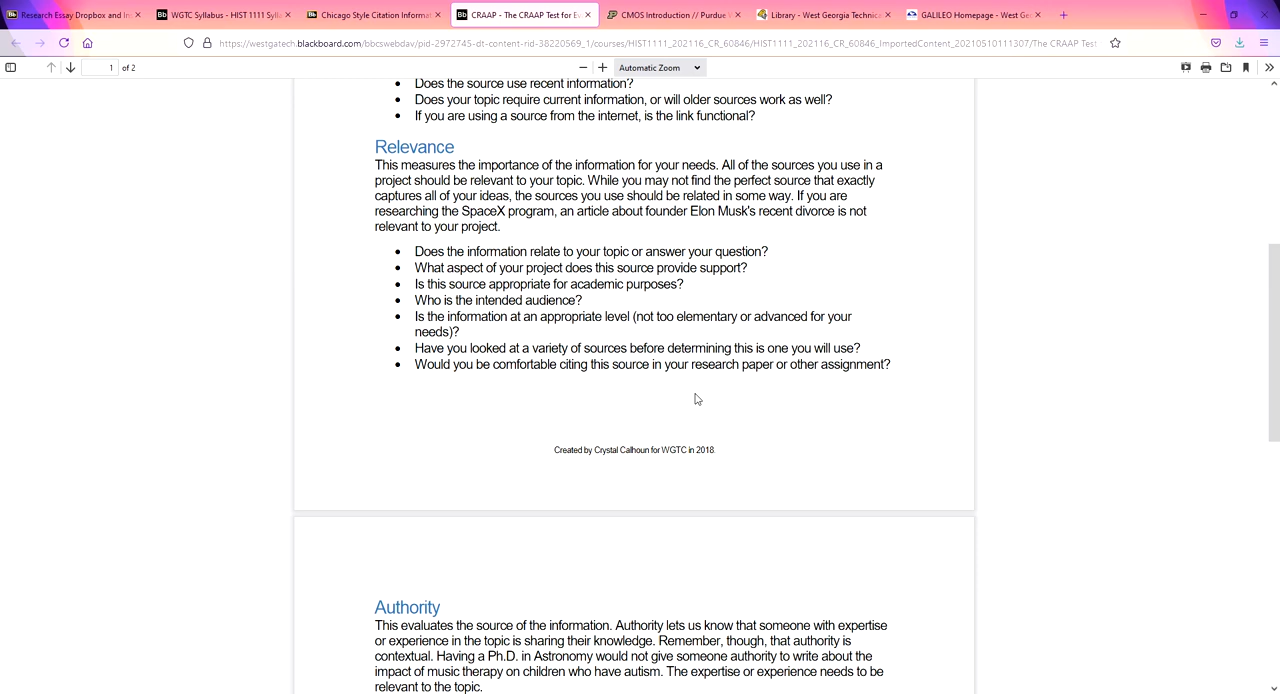 Research Essay Dropbox and In
WGTC Syllabus - HIST 1111 Syll
Chicago Style Citation Informat
CRAAP - The CRAAP Test for Ev
CMOS Introduction // Purdue W
Library - West Georgia Technica
GALILEO Homepage - West Ge
https://westgatech.blackboard.com/bbcswebdav/pid-2972745-dt-content-rid-38220569_1/courses/HIST1111_202116_CR_60846/HIST1111_202116_CR_60846_ImportedContent_20210510111307/The CRAAP Test
1 of 2
Automatic Zoom
• Does the source use recent information?
• Does your topic require current information, or will older sources work as well?
• If you are using a source from the internet, is the link functional?
Relevance
This measures the importance of the information for your needs. All of the sources you use in a
project should be relevant to your topic. While you may not find the perfect source that exactly
captures all of your ideas, the sources you use should be related in some way. If you are
researching the SpaceX program, an article about founder Elon Musk's recent divorce is not
relevant to your project.
• Does the information relate to your topic or answer your question?
• What aspect of your project does this source provide support?
• Is this source appropriate for academic purposes?
• Who is the intended audience?
• Is the information at an appropriate level (not too elementary or advanced for your
needs)?
• Have you looked at a variety of sources before determining this is one you will use?
• Would you be comfortable citing this source in your research paper or other assignment?
Created by Crystal Calhoun for WGTC in 2018.
Authority
This evaluates the source of the information. Authority lets us know that someone with expertise
or experience in the topic is sharing their knowledge. Remember, though, that authority is
contextual. Having a Ph.D. in Astronomy would not give someone authority to write about the
impact of music therapy on children who have autism. The expertise or experience needs to be
relevant to the topic.